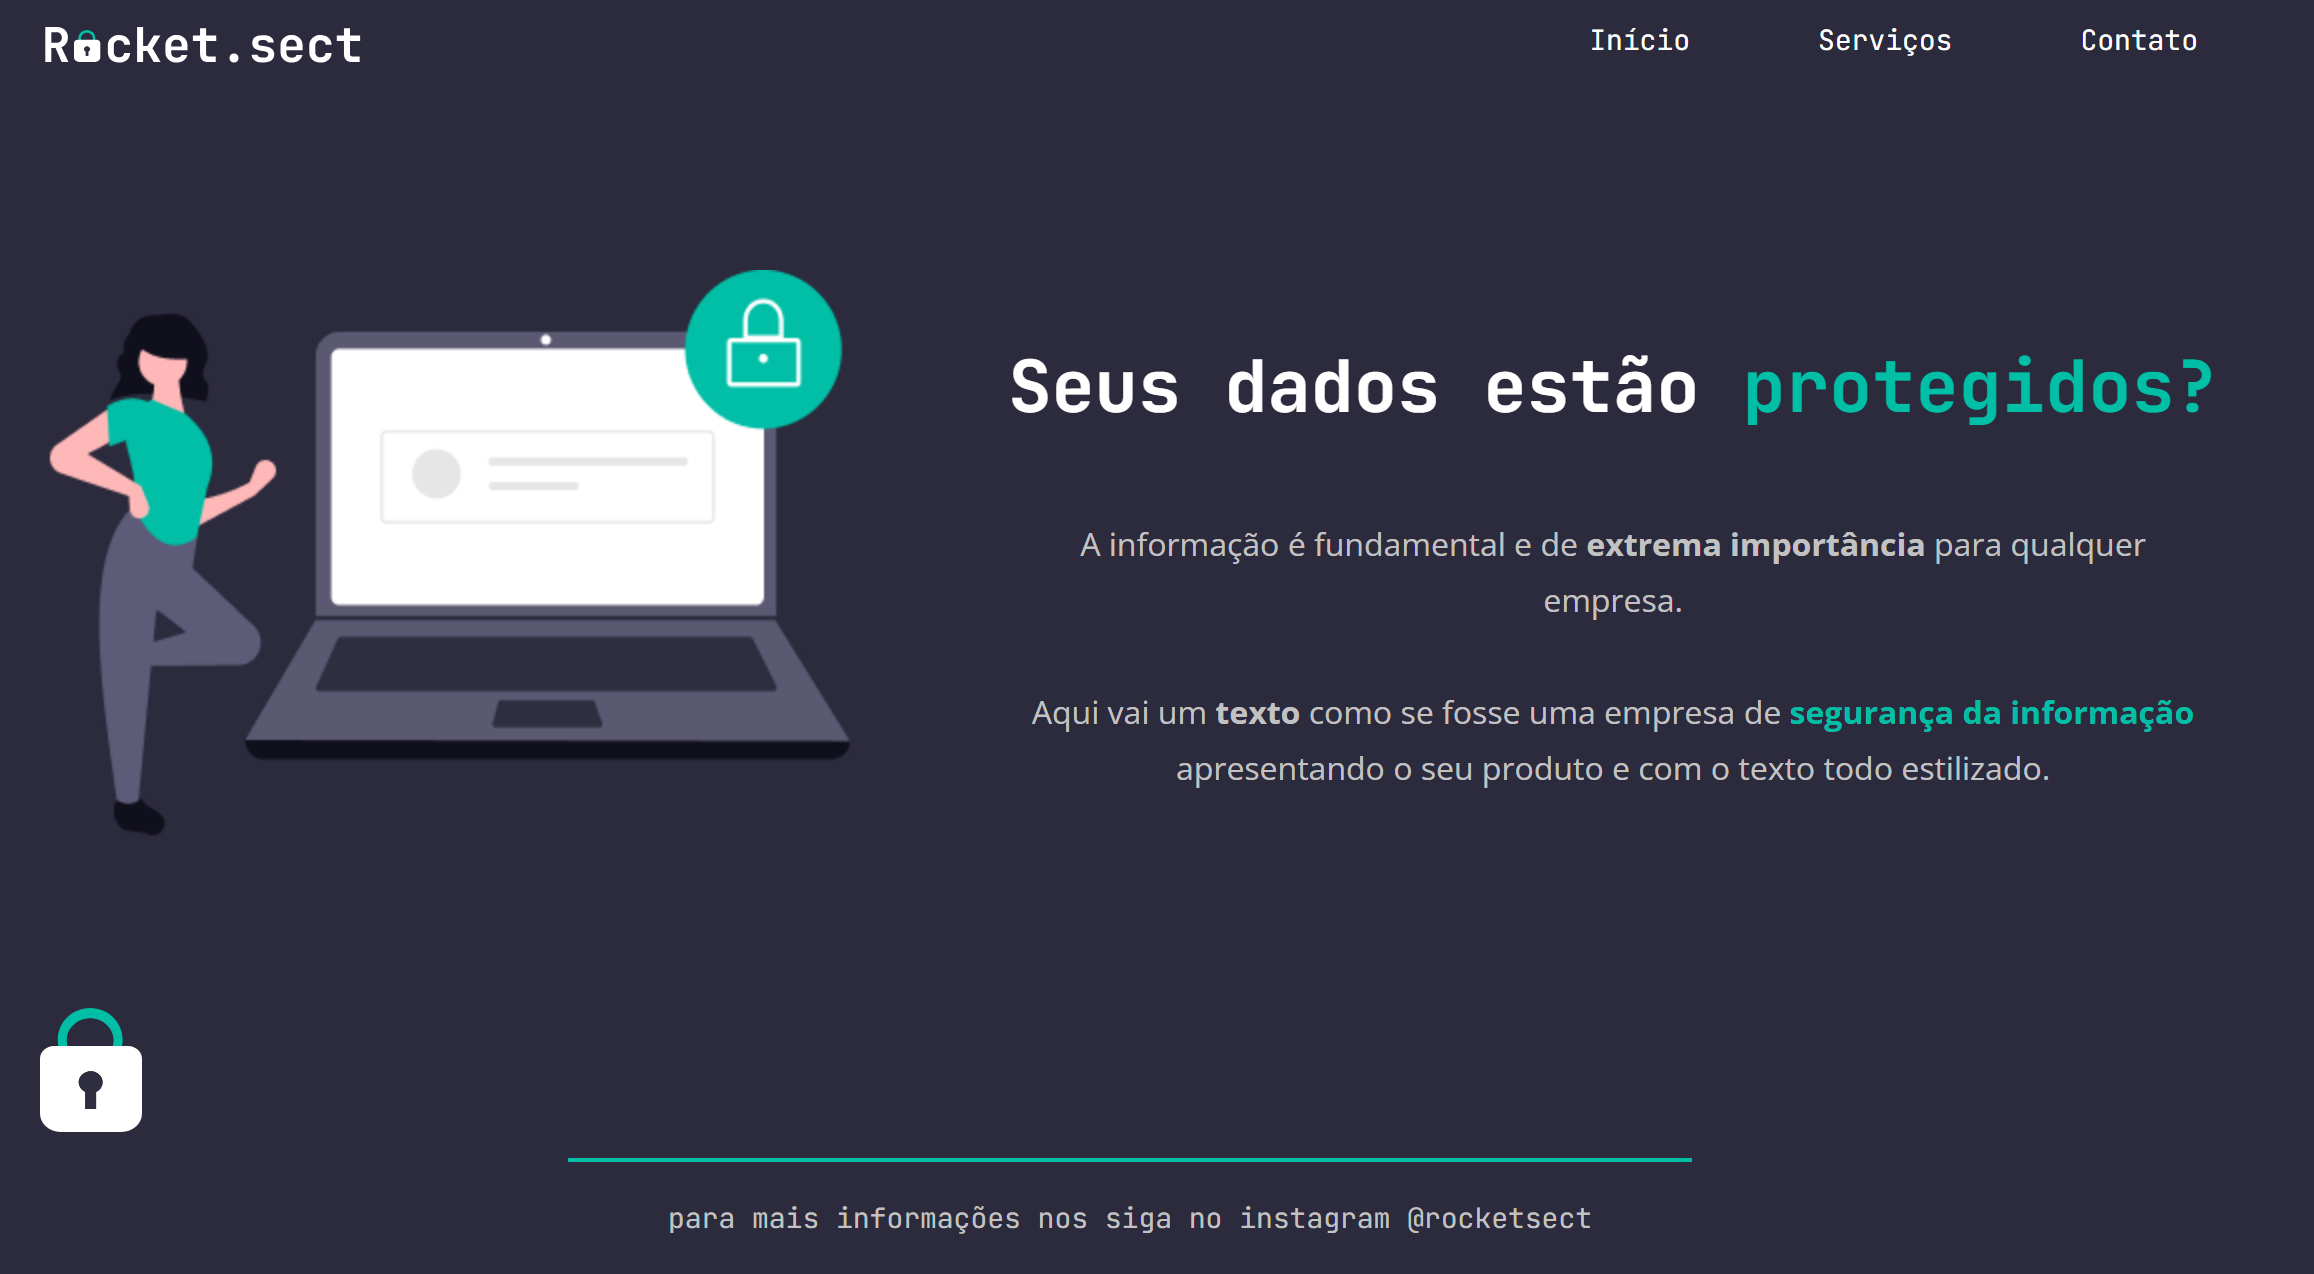 Rocket.sect
Início Serviços Contato
Seus dados estão protegidos?
A informação é fundamental e de extrema importância para qualquer
empresa.
Aqui vai um texto como se fosse uma empresa de segurança da informação
apresentando o seu produto e com o texto todo estilizado.
para mais informações nos siga no instagram @rocketsect